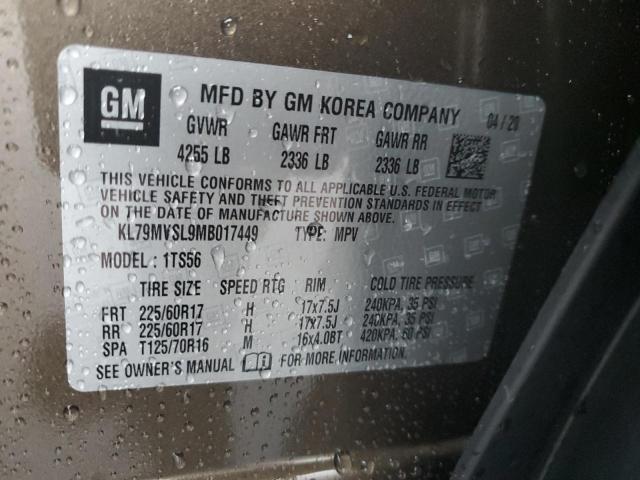 GM MFD BY GM KOREA COMPANY 04/20
GVWR GAWR FRT GAWR RR
4255 LB 2336 LB 2336 LB
THIS VEHICLE CONFORMS TO ALL APPLICABLE U.S. FEDERAL MOTOR
VEHICLE SAFETY AND THEFT PREVENTION STANDARDS IN EFFECT
ON THE DATE OF MANUFACTURE SHOWN ABOVE.
KL79MVSL9MB017449 TYPE: MPV
MODEL: 1TS56
TIRE SIZE SPEED RTG RIM COLD TIRE PRESSURE
FRT 225/60R17 H 17x7.5J 240KPA, 35 PSI
RR 225/60R17 H 17x7.5J 240KPA, 35 PSI
SPA T125/70R16 M 16x4.0BT 420KPA, 60 PSI
SEE OWNER'S MANUAL FOR MORE INFORMATION.